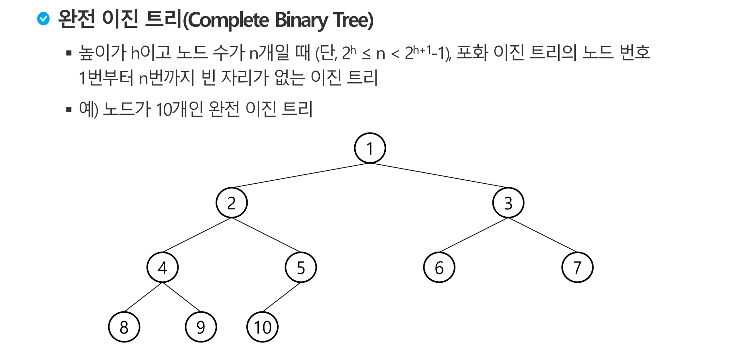 완전 이진 트리(Complete Binary Tree)
▪ 높이가 h이고 노드 수가 n개일 때 (단, 2ʰ ≤ n < 2ʰ⁺¹-1), 포화 이진 트리의 노드 번호
1번부터 n번까지 빈 자리가 없는 이진 트리
▪ 예) 노드가 10개인 완전 이진 트리
1
2 3
4 5 6 7
8 9 10